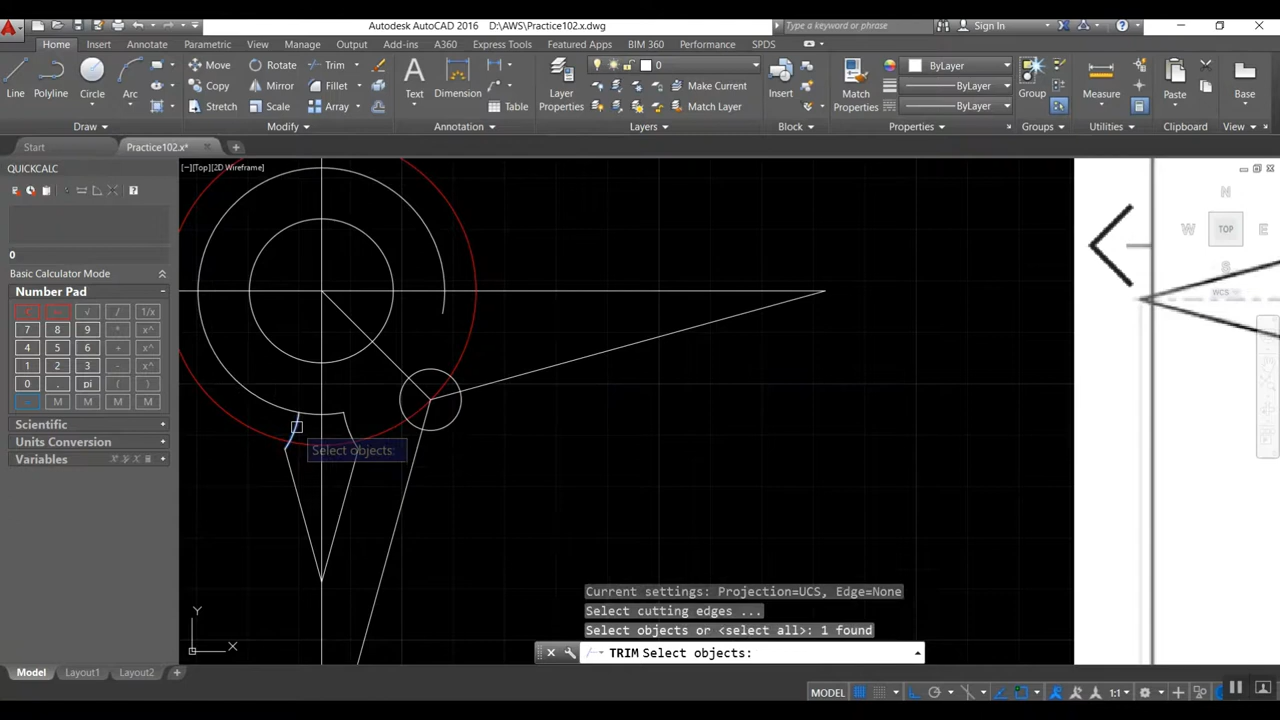 Autodesk AutoCAD 2016 D:\AWS\Practice102.x.dwg Type a keyword or phrase Sign In
Home Insert Annotate Parametric View Manage Output Add-ins A360 Express Tools Featured Apps BIM 360 Performance SPDS
Line Polyline Circle Arc Move Rotate Trim Text Dimension Layer Properties 0 Insert Match Properties ByLayer Group Measure Paste Base
Copy Mirror Fillet Make Current ByLayer
Stretch Scale Array Table Match Layer ByLayer
Draw Modify Annotation Layers Block Properties Groups Utilities Clipboard View
Start Practice102.x* +
QUICKCALC
[−][Top][2D Wireframe]
0
Basic Calculator Mode
Number Pad
7 8 9
4 5 6
1 2 3
0 . pi
M M M M
Scientific
Units Conversion
Variables
N
W TOP E
S
WCS
Select objects:
Current settings: Projection=UCS, Edge=None
Select cutting edges ...
Select objects or <select all>: 1 found
TRIM Select objects:
Y
X
Model Layout1 Layout2 +
MODEL 1:1